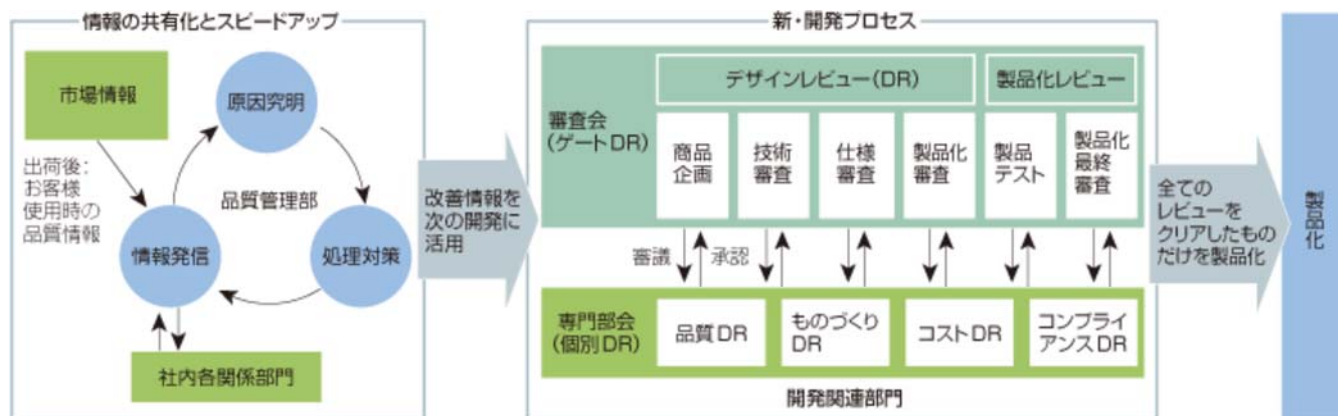 情報の共有化とスピードアップ
市場情報
原因究明
出荷後：
お客様
使用時の
品質情報
品質管理部
情報発信
処理対策
社内各関係部門
改善情報を
次の開発に
活用
新・開発プロセス
審査会
（ゲートDR）
デザインレビュー（DR）
製品化レビュー
商品
企画
技術
審査
仕様
審査
製品化
審査
製品
テスト
製品化
最終
審査
審議
承認
専門部会
（個別DR）
品質DR
ものづくり
DR
コストDR
コンプライ
アンスDR
開発関連部門
全ての
レビューを
クリアしたもの
だけを製品化
製品化